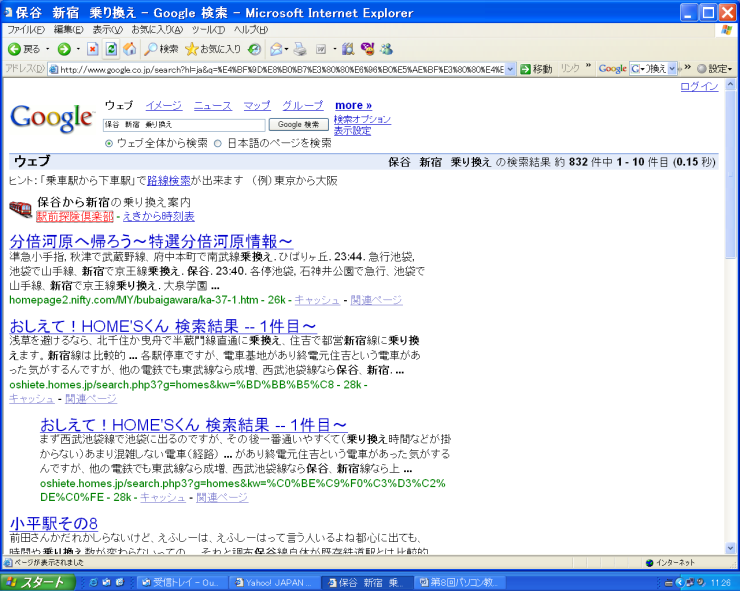 保谷　新宿　乗り換え - Google 検索 - Microsoft Internet Explorer
ファイル(F) 編集(E) 表示(V) お気に入り(A) ツール(T) ヘルプ(H)
戻る 検索 お気に入り
アドレス(D) http://www.google.co.jp/search?hl=ja&q=%E4%BF%9D%E8%B0%B7%E3%80%80%E6%96%B0%E5%AE%BF%E3%80%80%E4%E 移動 リンク » Google G り換え » 設定
ログイン
Google ウェブ イメージ ニュース マップ グループ more »
保谷　新宿　乗り換え Google 検索 検索オプション
表示設定
ウェブ全体から検索 日本語のページを検索
ウェブ 保谷　新宿　乗り換え の検索結果 約 832 件中 1 - 10 件目 (0.15 秒)
ヒント: 「乗車駅から下車駅」で路線検索が出来ます　(例) 東京から大阪
保谷から新宿の乗り換え案内
駅前探険倶楽部 - えきから時刻表
分倍河原へ帰ろう～特選分倍河原情報～
準急小手指, 秋津で武蔵野線、府中本町で南武線乗換え. ひばりヶ丘. 23:44. 急行池袋,
池袋で山手線、新宿で京王線乗換え. 保谷. 23:40. 各停池袋, 石神井公園で急行、池袋で
山手線、新宿で京王線乗り換え. 大泉学園 ...
homepage2.nifty.com/MY/bubaigawara/ka-37-1.htm - 26k - キャッシュ - 関連ページ
おしえて！HOME'Sくん 検索結果 -- 1件目～
浅草を避けるなら、北千住か曳舟で半蔵門線直通に乗換え、住吉で都営新宿線に乗り換
えます。新宿線は比較的 ... 各駅停車ですが、電車基地があり終電元住吉という電車があ
った気がするんですが、他の電鉄でも東武線なら成増、西武池袋線なら保谷、新宿. ...
oshiete.homes.jp/search.php3?g=homes&kw=%BD%BB%B5%C8 - 28k -
キャッシュ - 関連ページ
おしえて！HOME'Sくん 検索結果 -- 1件目～
まず西武池袋線で池袋に出るのですが、その後一番通いやすくて（乗り換え時間などが掛
からない）あまり混雑しない電車（経路） ... があり終電元住吉という電車があった気がする
んですが、他の電鉄でも東武線なら成増、西武池袋線なら保谷、新宿線なら上 ...
oshiete.homes.jp/search.php3?g=homes&kw=%C0%BE%C9%F0%C3%D3%C2%
DE%C0%FE - 28k - キャッシュ - 関連ページ
小平駅その8
前田さんかだれかしらないけど、えふしーは、えふしーはって言う人いるよね都心に出ても、
時間や乗り換え数が変わらないっての。 それと調布保谷線自体が既存鉄道駅とは比較的
ページが表示されました インターネット
スタート 受信トレイ - Ou... Yahoo! JAPAN ... 保谷　新宿　乗... 第8回パソコン教... 11:26